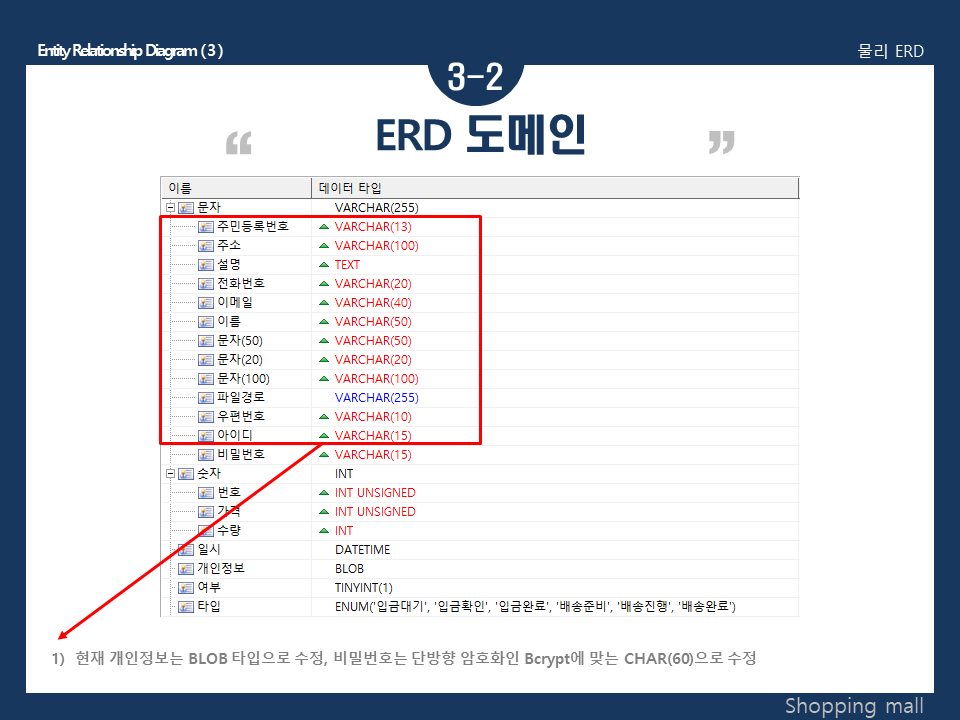 Entity Relationship Diagram ( 3 )
물리 ERD
3-2
“ ERD 도메인 ”
이름 데이터 타입
문자 VARCHAR(255)
주민등록번호 VARCHAR(13)
주소 VARCHAR(100)
설명 TEXT
전화번호 VARCHAR(20)
이메일 VARCHAR(40)
이름 VARCHAR(50)
문자(50) VARCHAR(50)
문자(20) VARCHAR(20)
문자(100) VARCHAR(100)
파일경로 VARCHAR(255)
우편번호 VARCHAR(10)
아이디 VARCHAR(15)
비밀번호 VARCHAR(15)
숫자 INT
번호 INT UNSIGNED
가격 INT UNSIGNED
수량 INT
일시 DATETIME
개인정보 BLOB
여부 TINYINT(1)
타입 ENUM('입금대기', '입금확인', '입금완료', '배송준비', '배송진행', '배송완료')
1) 현재 개인정보는 BLOB 타입으로 수정, 비밀번호는 단방향 암호화인 Bcrypt에 맞는 CHAR(60)으로 수정
Shopping mall